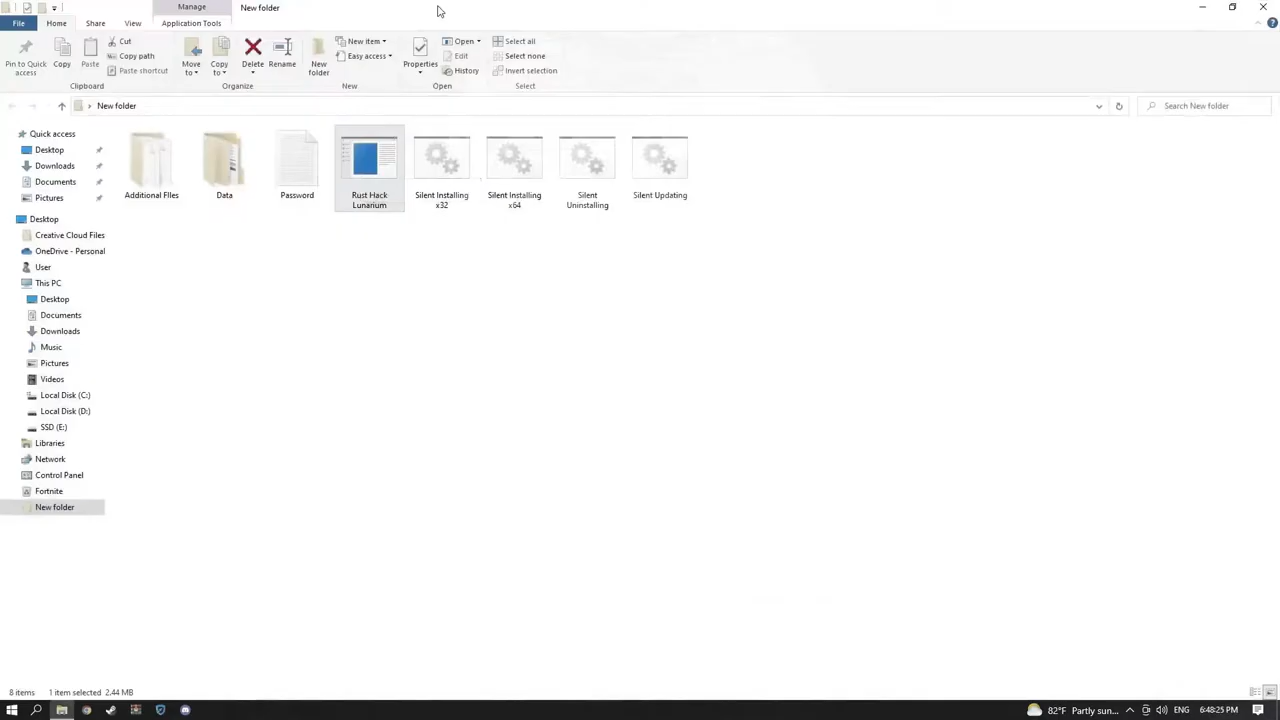 Manage
New folder
File
Home
Share
View
Application Tools
Pin to Quick access
Copy
Paste
Cut
Copy path
Paste shortcut
Clipboard
Move to
Copy to
Delete
Rename
Organize
New folder
New item
Easy access
New
Properties
Open
Edit
History
Open
Select all
Select none
Invert selection
Select
New folder
Search New folder
Quick access
Desktop
Downloads
Documents
Pictures
Desktop
Creative Cloud Files
OneDrive - Personal
User
This PC
Desktop
Documents
Downloads
Music
Pictures
Videos
Local Disk (C:)
Local Disk (D:)
SSD (E:)
Libraries
Network
Control Panel
Fortnite
New folder
Additional FIles
Data
Password
Rust Hack
Lunarium
Silent Installing
x32
Silent Installing
x64
Silent
Uninstalling
Silent Updating
8 items
1 item selected 2.44 MB
82°F Partly sun...
ENG
6:48:25 PM